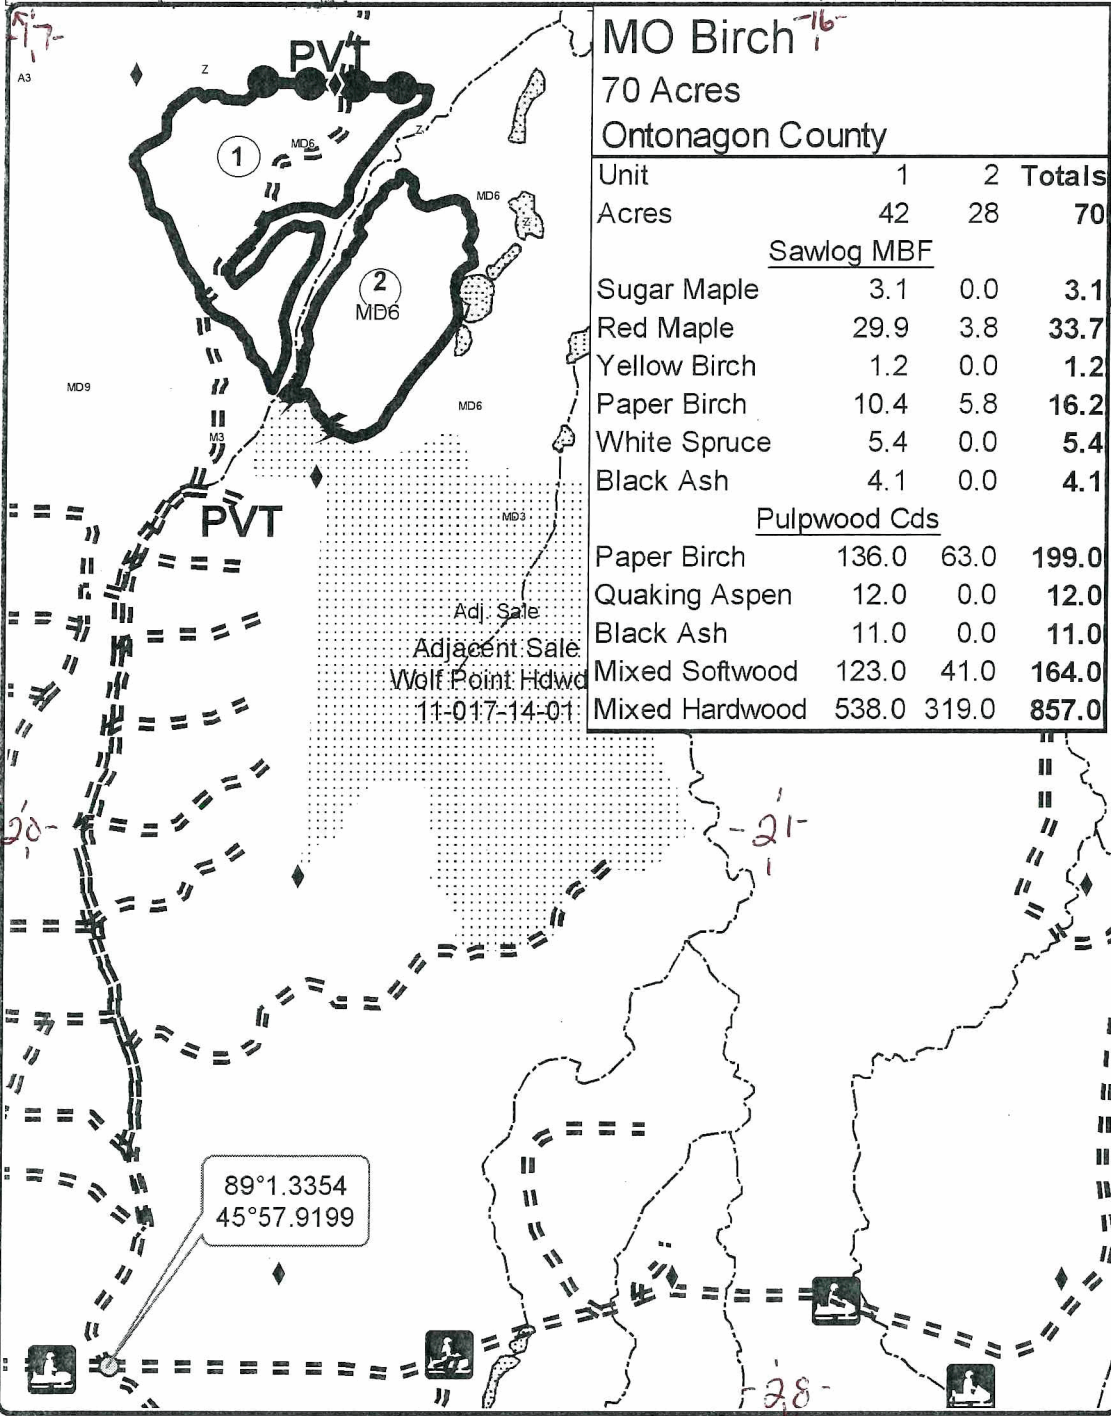 17-
PVT
A3
Z
MO Birch
-16-
70 Acres
Ontonagon County
Unit 1 2 Totals
Acres 42 28 70
Sawlog MBF
Sugar Maple 3.1 0.0 3.1
Red Maple 29.9 3.8 33.7
Yellow Birch 1.2 0.0 1.2
Paper Birch 10.4 5.8 16.2
White Spruce 5.4 0.0 5.4
Black Ash 4.1 0.0 4.1
Pulpwood Cds
Paper Birch 136.0 63.0 199.0
Quaking Aspen 12.0 0.0 12.0
Black Ash 11.0 0.0 11.0
Mixed Softwood 123.0 41.0 164.0
Mixed Hardwood 538.0 319.0 857.0
1
MD6
Z
MD6
Z
2
MD6
MD9
MD6
M3
PVT
MD3
Adj. Sale
Adjacent Sale
Wolf Point Hdwd
11-017-14-01
20-
-21-
89°1.3354
45°57.9199
-28-